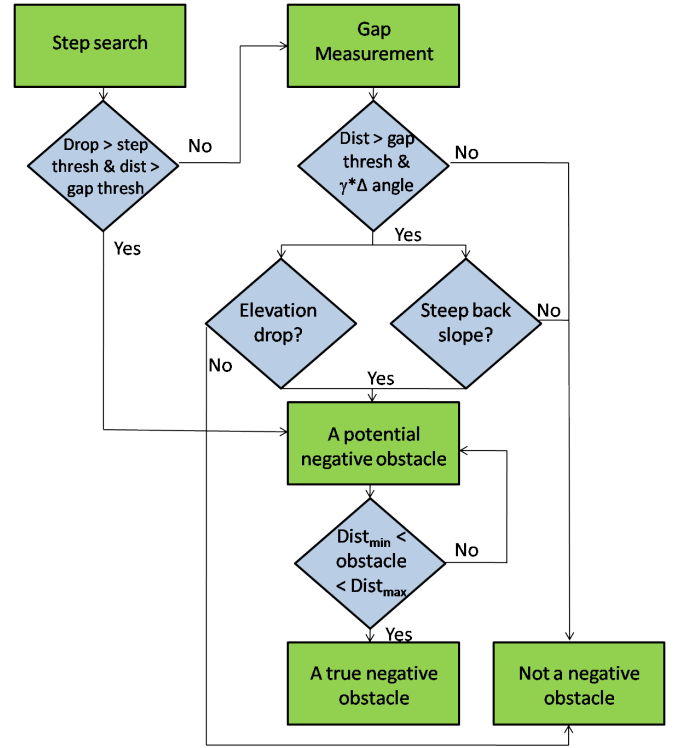 Step search
Gap
Measurement
Drop > step
thresh & dist >
gap thresh
No
Dist > gap
thresh &
γ*Δ angle
No
Yes
Yes
Elevation
drop?
Steep back
slope?
No
No
Yes
A potential
negative obstacle
Distmin <
obstacle
< Distmax
No
Yes
A true negative
obstacle
Not a negative
obstacle